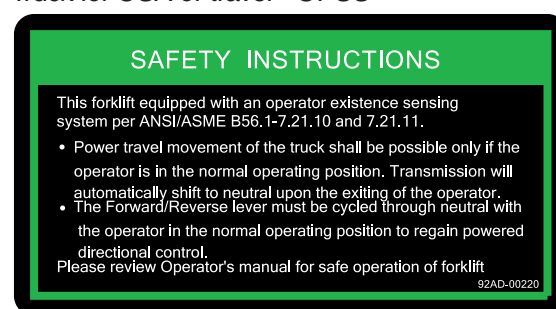 SAFETY INSTRUCTIONS
This forklift equipped with an operator existence sensing
system per ANSI/ASME B56.1-7.21.10 and 7.21.11.
• Power travel movement of the truck shall be possible only if the
operator is in the normal operating position. Transmission will
automatically shift to neutral upon the exiting of the operator.
• The Forward/Reverse lever must be cycled through neutral with
the operator in the normal operating position to regain powered
directional control.
Please review Operator's manual for safe operation of forklift
92AD-00220